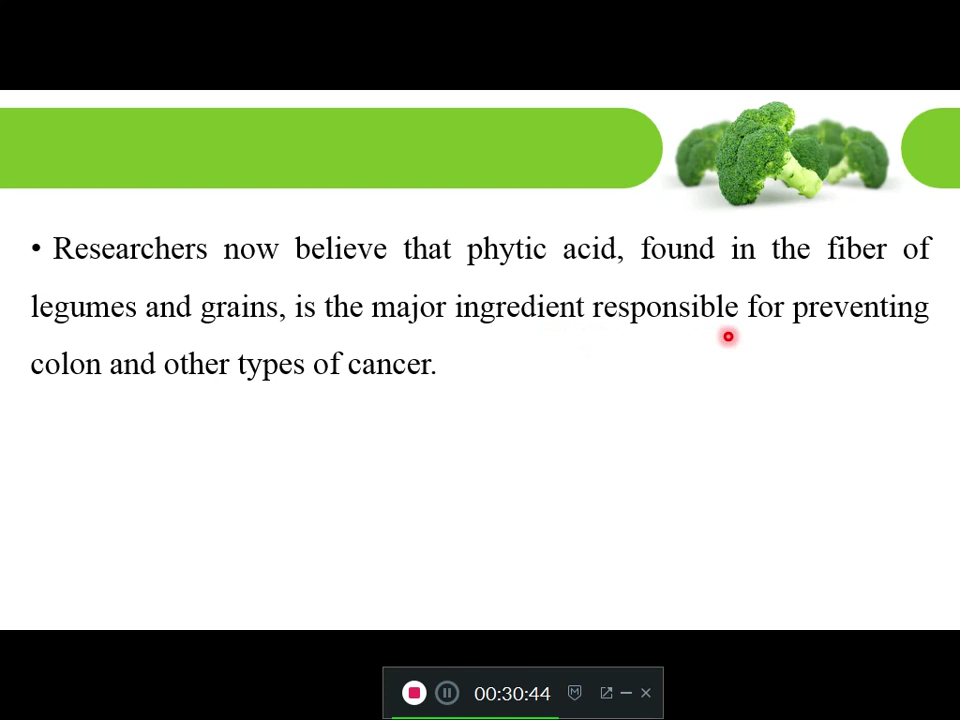 • Researchers now believe that phytic acid, found in the fiber of
legumes and grains, is the major ingredient responsible for preventing
colon and other types of cancer.
00:30:44